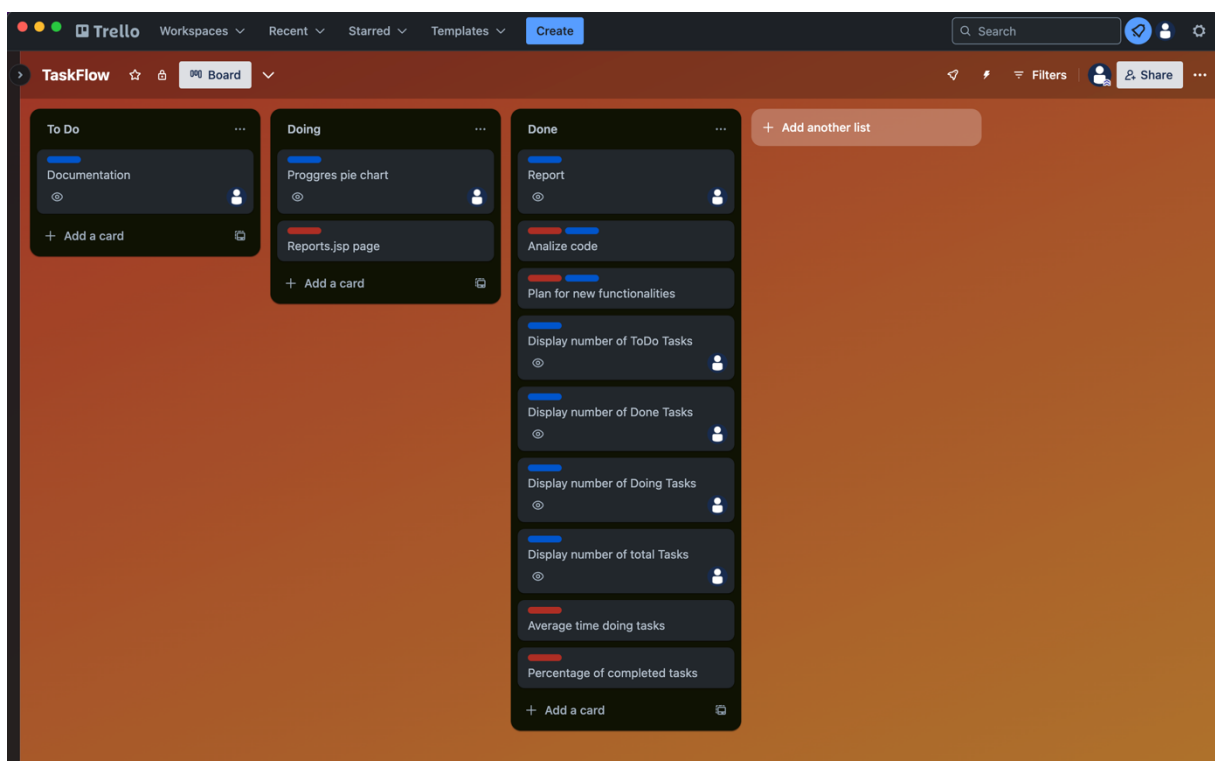 Trello Workspaces Recent Starred Templates Create Search
TaskFlow Board Filters Share
To Do
Documentation
Add a card
Doing
Proggres pie chart
Reports.jsp page
Add a card
Done
Report
Analize code
Plan for new functionalities
Display number of ToDo Tasks
Display number of Done Tasks
Display number of Doing Tasks
Display number of total Tasks
Average time doing tasks
Percentage of completed tasks
Add a card
Add another list